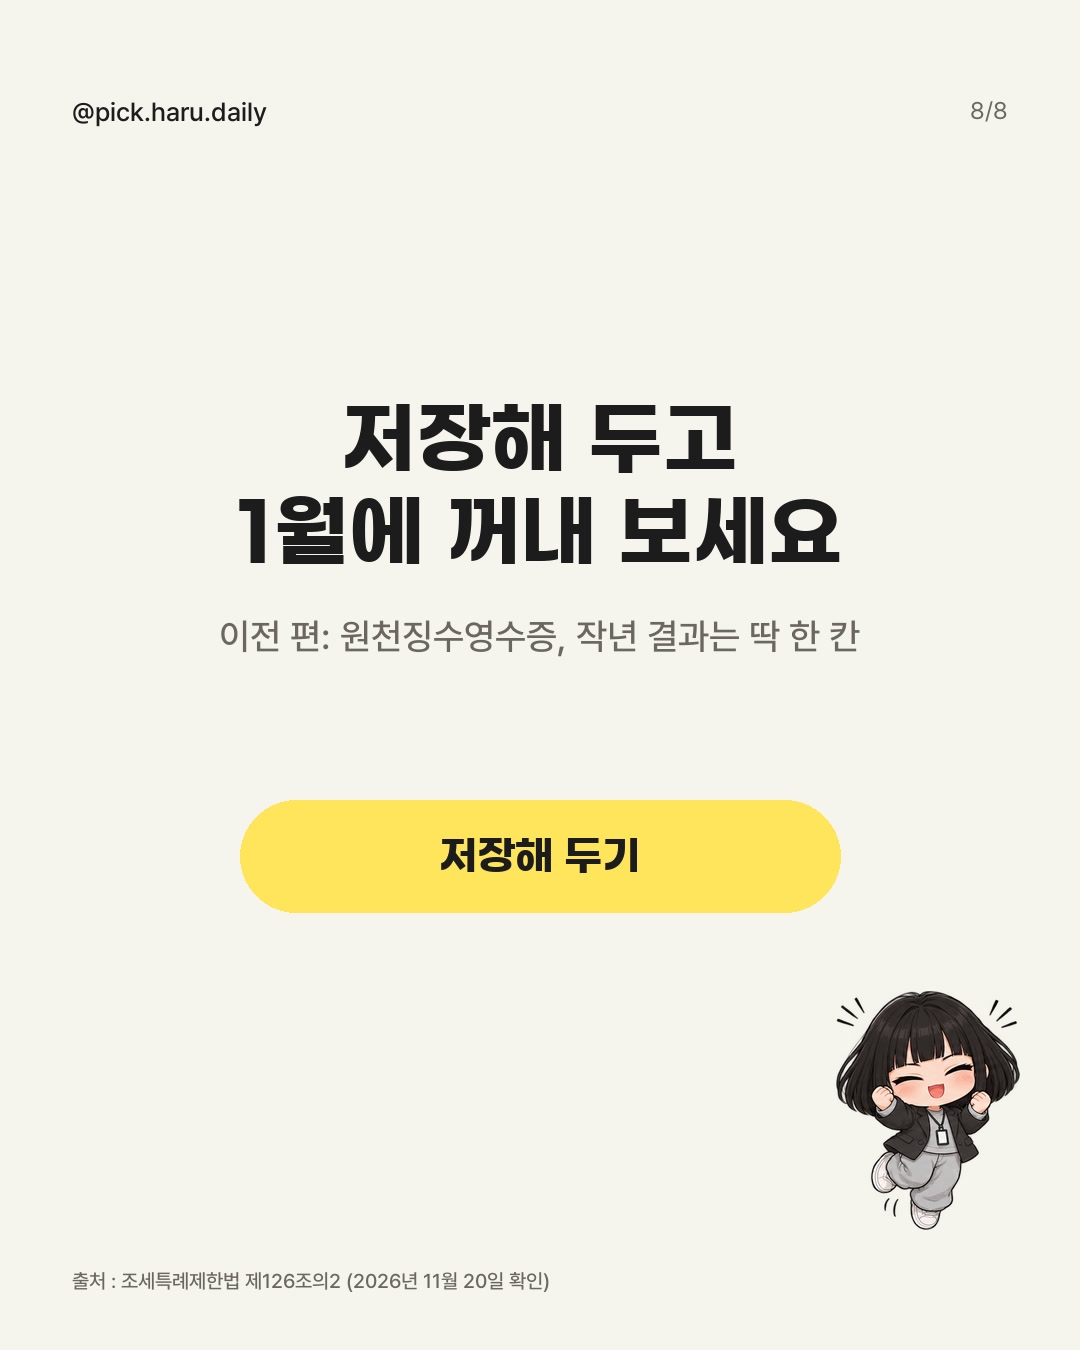 @pick.haru.daily
8/8
저장해 두고
1월에 꺼내 보세요
이전 편: 원천징수영수증, 작년 결과는 딱 한 칸
저장해 두기
출처 : 조세특례제한법 제126조의2 (2026년 11월 20일 확인)